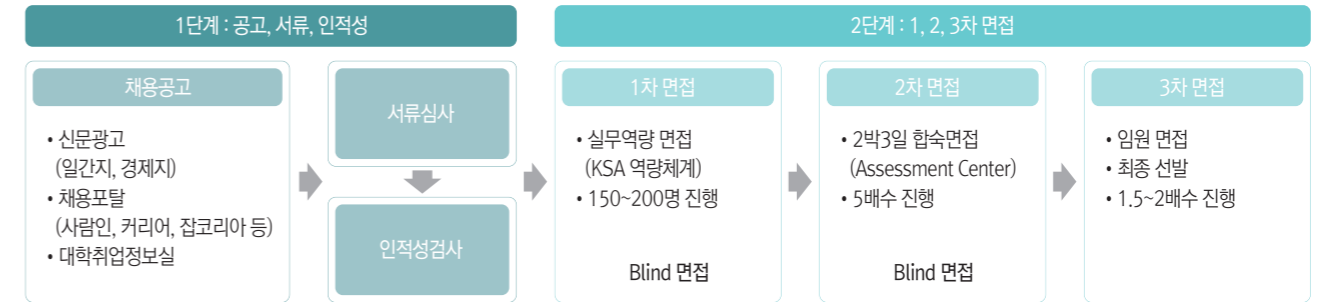 1단계 : 공고, 서류, 인적성
2단계 : 1, 2, 3차 면접
채용공고
• 신문광고
(일간지, 경제지)
• 채용포탈
(사람인, 커리어, 잡코리아 등)
• 대학취업정보실
서류심사
인적성검사
1차 면접
• 실무역량 면접
(KSA 역량체계)
• 150~200명 진행
Blind 면접
2차 면접
• 2박3일 합숙면접
(Assessment Center)
• 5배수 진행
Blind 면접
3차 면접
• 임원 면접
• 최종 선발
• 1.5~2배수 진행